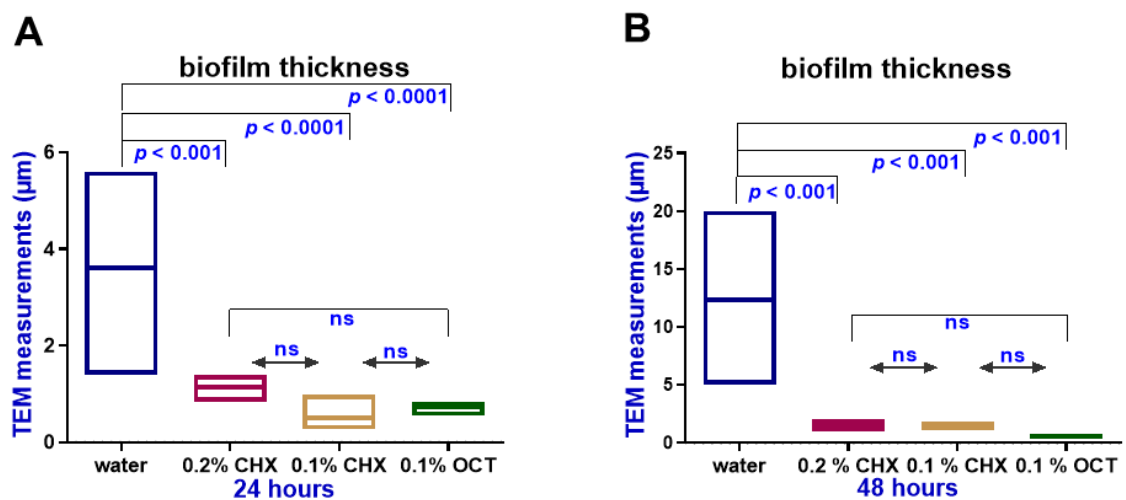 A
biofilm thickness
p < 0.0001
p < 0.0001
p < 0.001
TEM measurements (µm)
6
4
2
0
ns
ns
ns
water
0.2% CHX
0.1% CHX
0.1% OCT
24 hours
B
biofilm thickness
p < 0.001
p < 0.001
p < 0.001
TEM measurements (µm)
25
20
15
10
5
0
ns
ns
ns
water
0.2 % CHX
0.1 % CHX
0.1 % OCT
48 hours